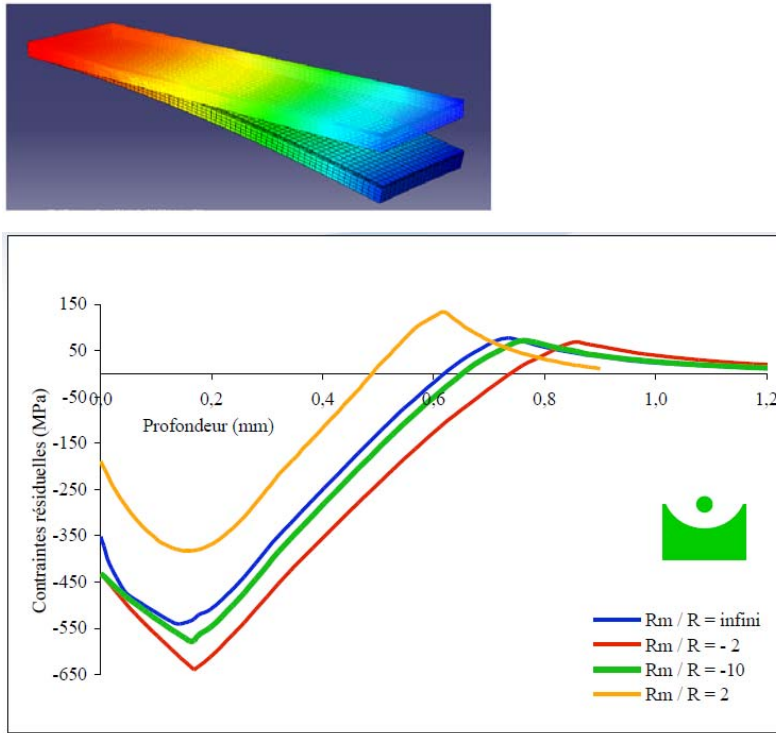 150
50
-50
-150
-250
-350
-450
-550
-650
0,0
0,2
0,4
0,6
0,8
1,0
1,2
Profondeur (mm)
Contraintes résiduelles (MPa)
Rm / R = infini
Rm / R = - 2
Rm / R = -10
Rm / R = 2